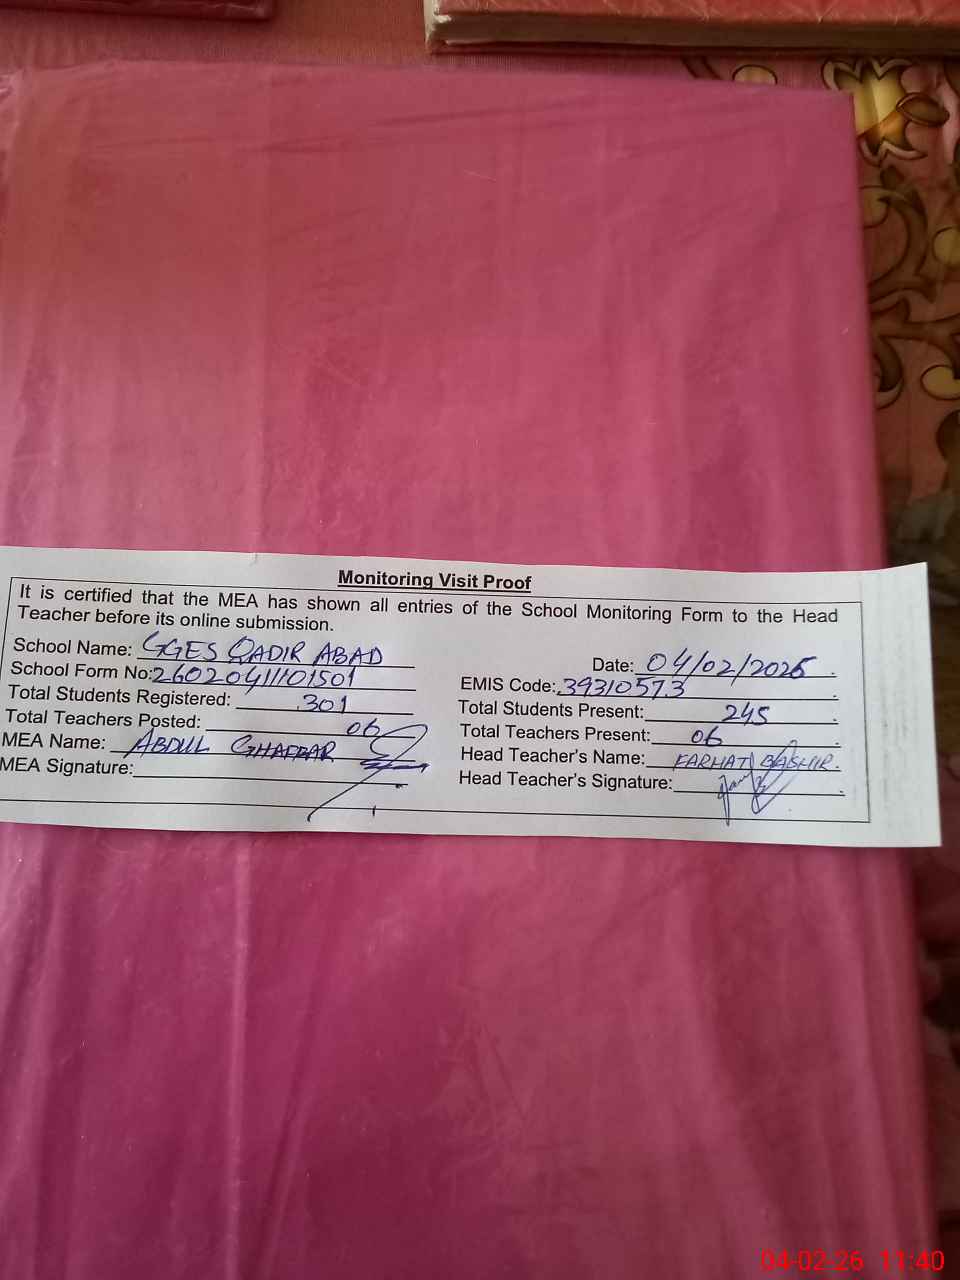 Monitoring Visit Proof
It is certified that the MEA has shown all entries of the School Monitoring Form to the Head
Teacher before its online submission.
School Name: GGES QADIR ABAD
Date: 04/02/2026
School Form No: 26020411101501
EMIS Code: 39310573
Total Students Registered: 301
Total Students Present: 245
Total Teachers Posted: 06
Total Teachers Present: 06
MEA Name: ABDUL GHAFFAR
Head Teacher's Name: FARHAT BASHIR.
MEA Signature:
Head Teacher's Signature:
04-02-26 11:40